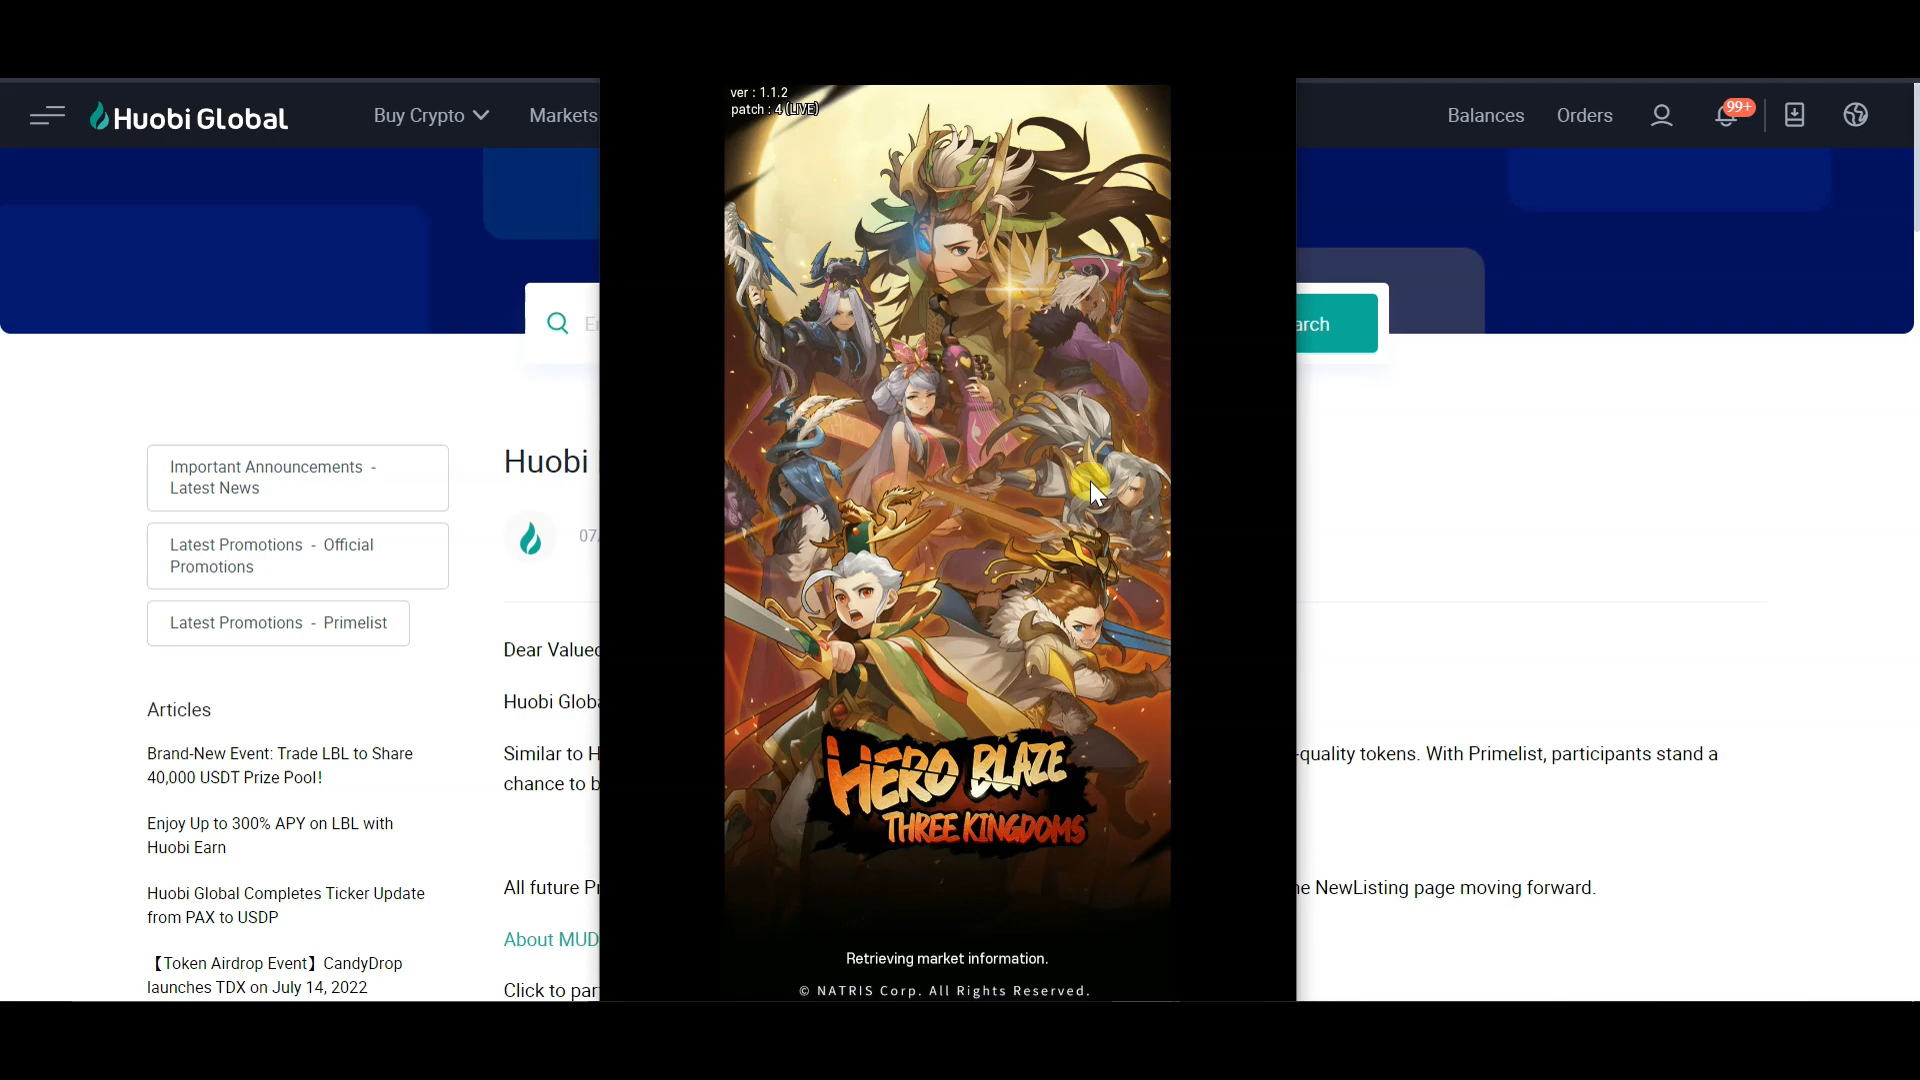 ver : 1.1.2
patch : 4 (LIVE)
Huobi Global
Buy Crypto
Markets
Balances
Orders
99+
arch
Important Announcements -
Latest News
Latest Promotions - Official
Promotions
Latest Promotions - Primelist
Huobi
07
Articles
Brand-New Event: Trade LBL to Share
40,000 USDT Prize Pool!
Enjoy Up to 300% APY on LBL with
Huobi Earn
Huobi Global Completes Ticker Update
from PAX to USDP
【Token Airdrop Event】CandyDrop
launches TDX on July 14, 2022
Dear Valued
Huobi Globa
Similar to H
-quality tokens. With Primelist, participants stand a
chance to b
All future Pr
e NewListing page moving forward.
About MUD
Click to par
HERO BLAZE
THREE KINGDOMS
Retrieving market information.
© NATRIS Corp. All Rights Reserved.